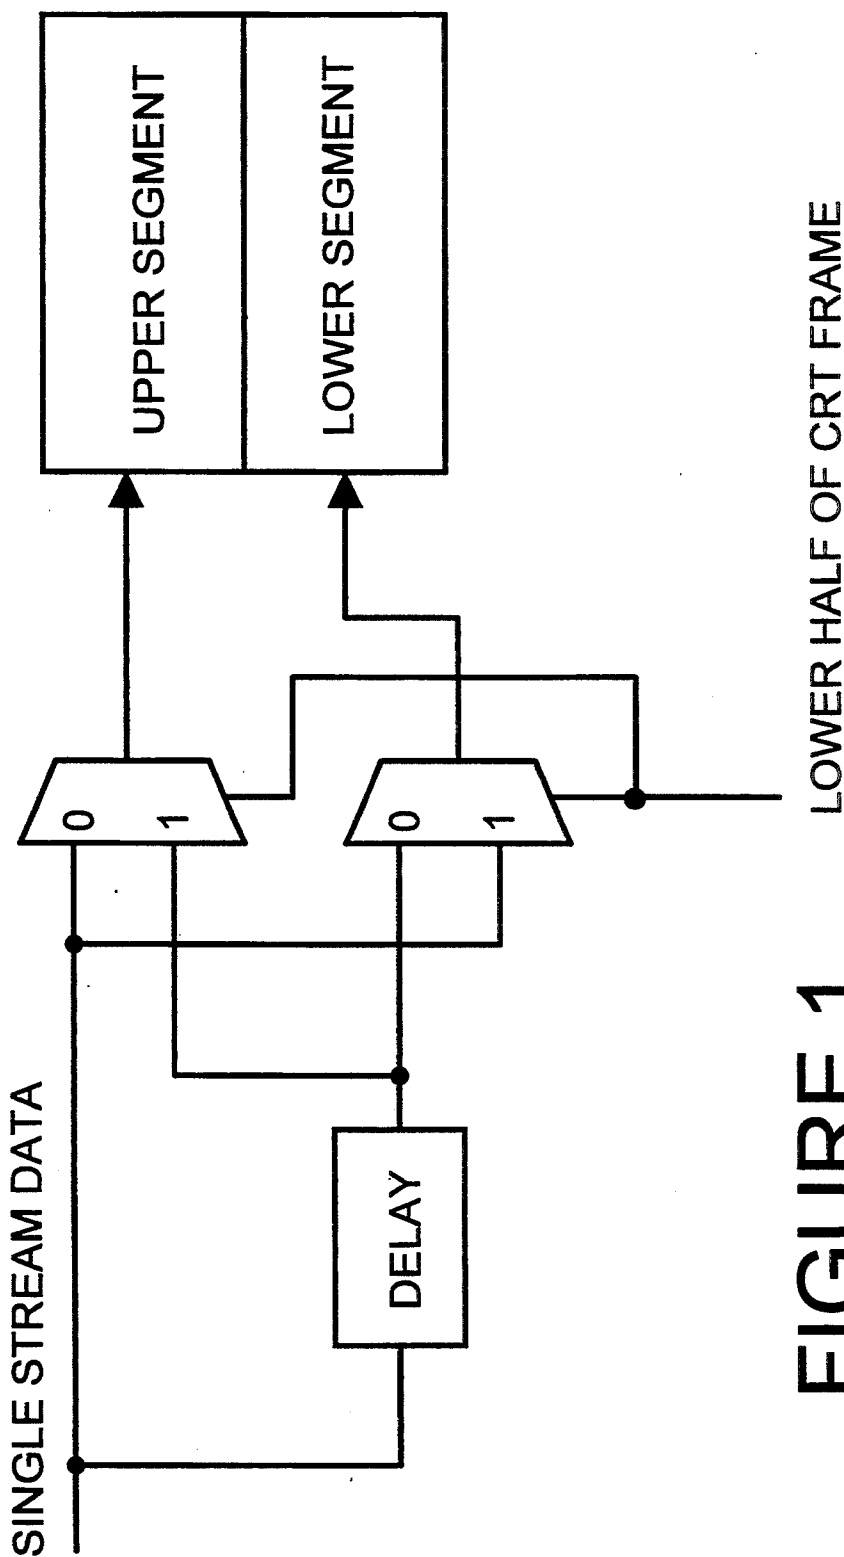 SINGLE STREAM DATA
UPPER SEGMENT
0
1
LOWER SEGMENT
0
1
DELAY
LOWER HALF OF CRT FRAME
FIGURE 1